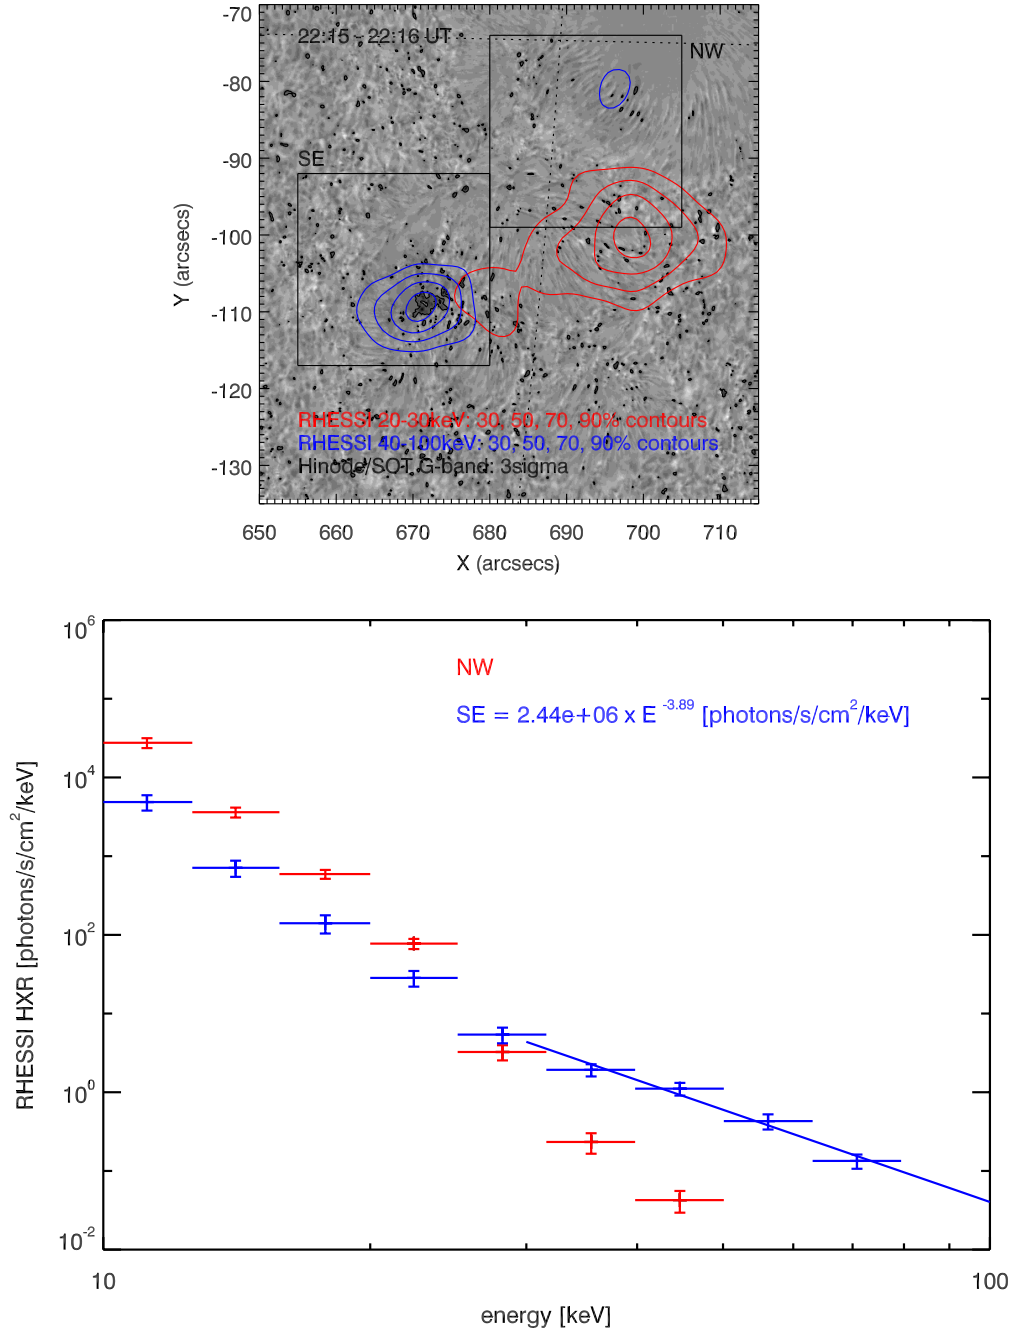 -70
22:15 - 22:16 UT
NW
-80
-90
SE
-100
-110
-120
-130
Y (arcsecs)
RHESSI 20-30keV: 30, 50, 70, 90% contours
RHESSI 40-100keV: 30, 50, 70, 90% contours
Hinode/SOT G-band: 3sigma
650 660 670 680 690 700 710
X (arcsecs)
10^6
10^4
10^2
10^0
10^-2
RHESSI HXR [photons/s/cm^2/keV]
NW
SE = 2.44e+06 x E ^-3.89 [photons/s/cm^2/keV]
10 100
energy [keV]